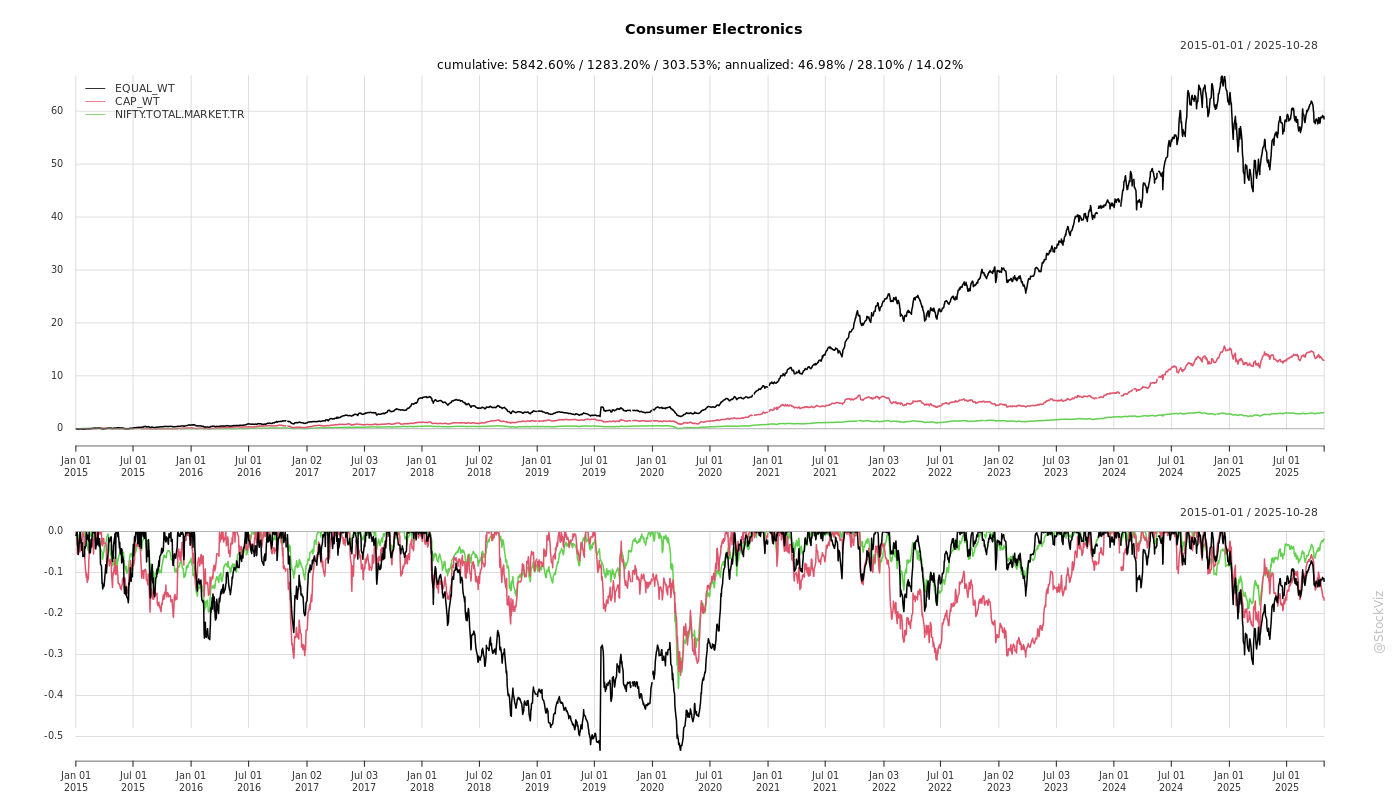 Consumer Electronics
2015-01-01 / 2025-10-28
cumulative: 5842.60% / 1283.20% / 303.53%; annualized: 46.98% / 28.10% / 14.02%
EQUAL_WT
CAP_WT
NIFTY.TOTAL.MARKET.TR
60
50
40
30
20
10
0
Jan 01 Jul 01 Jan 01 Jul 01 Jan 02 Jul 03 Jan 01 Jul 02 Jan 01 Jul 01 Jan 01 Jul 01 Jan 01 Jul 01 Jan 03 Jul 01 Jan 02 Jul 03 Jan 01 Jul 01 Jan 01 Jul 01
2015 2015 2016 2016 2017 2017 2018 2018 2019 2019 2020 2020 2021 2021 2022 2022 2023 2023 2024 2024 2025 2025
2015-01-01 / 2025-10-28
0.0
-0.1
-0.2
-0.3
-0.4
-0.5
Jan 01 Jul 01 Jan 01 Jul 01 Jan 02 Jul 03 Jan 01 Jul 02 Jan 01 Jul 01 Jan 01 Jul 01 Jan 01 Jul 01 Jan 03 Jul 01 Jan 02 Jul 03 Jan 01 Jul 01 Jan 01 Jul 01
2015 2015 2016 2016 2017 2017 2018 2018 2019 2019 2020 2020 2021 2021 2022 2022 2023 2023 2024 2024 2025 2025
@StockViz